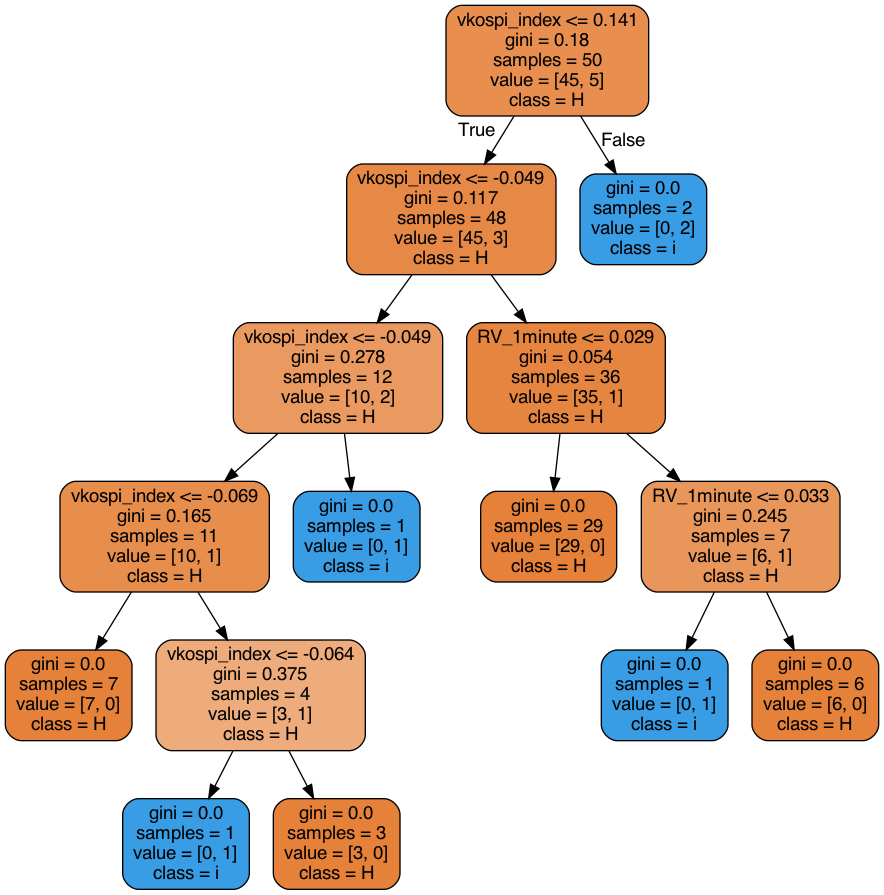 vkospi_index <= 0.141
gini = 0.18
samples = 50
value = [45, 5]
class = H
True
False
vkospi_index <= -0.049
gini = 0.117
samples = 48
value = [45, 3]
class = H
gini = 0.0
samples = 2
value = [0, 2]
class = i
vkospi_index <= -0.049
gini = 0.278
samples = 12
value = [10, 2]
class = H
RV_1minute <= 0.029
gini = 0.054
samples = 36
value = [35, 1]
class = H
vkospi_index <= -0.069
gini = 0.165
samples = 11
value = [10, 1]
class = H
gini = 0.0
samples = 1
value = [0, 1]
class = i
gini = 0.0
samples = 29
value = [29, 0]
class = H
RV_1minute <= 0.033
gini = 0.245
samples = 7
value = [6, 1]
class = H
gini = 0.0
samples = 7
value = [7, 0]
class = H
vkospi_index <= -0.064
gini = 0.375
samples = 4
value = [3, 1]
class = H
gini = 0.0
samples = 1
value = [0, 1]
class = i
gini = 0.0
samples = 6
value = [6, 0]
class = H
gini = 0.0
samples = 1
value = [0, 1]
class = i
gini = 0.0
samples = 3
value = [3, 0]
class = H